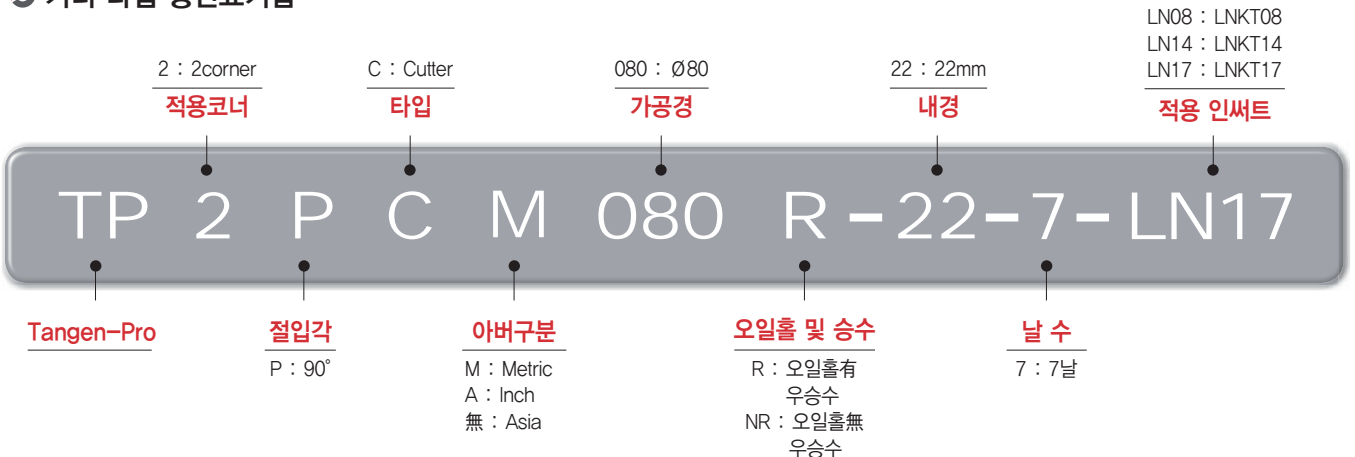 LN08 : LNKT08
LN14 : LNKT14
LN17 : LNKT17
2 : 2corner
적용코너
C : Cutter
타입
080 : Ø80
가공경
22 : 22mm
내경
적용 인써트
TP 2 P C M 080 R-22-7-LN17
Tangen-Pro
절입각
P : 90°
아버구분
M : Metric
A : Inch
無 : Asia
오일홀 및 승수
R : 오일홀有
우승수
NR : 오일홀無
우승수
날 수
7 : 7날